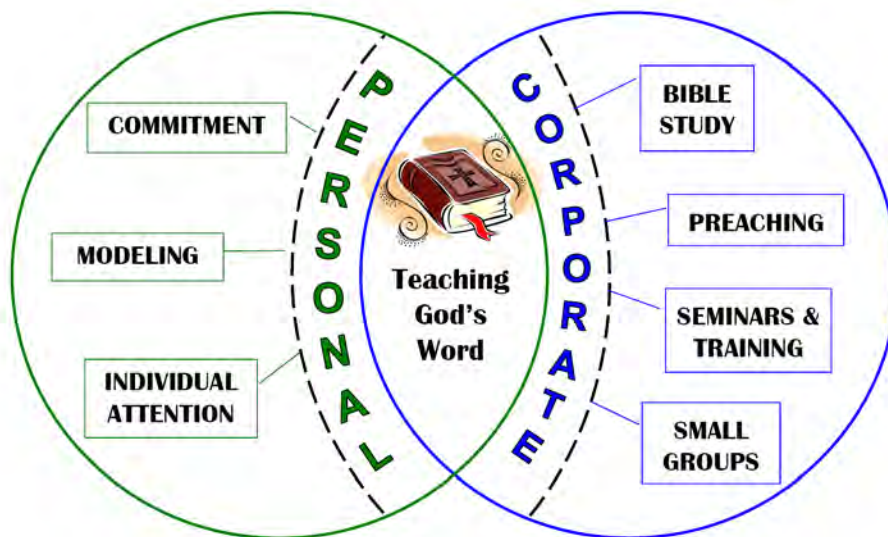 PERSONAL
COMMITMENT
MODELING
INDIVIDUAL
ATTENTION
Teaching
God's
Word
CORPORATE
BIBLE
STUDY
PREACHING
SEMINARS &
TRAINING
SMALL
GROUPS